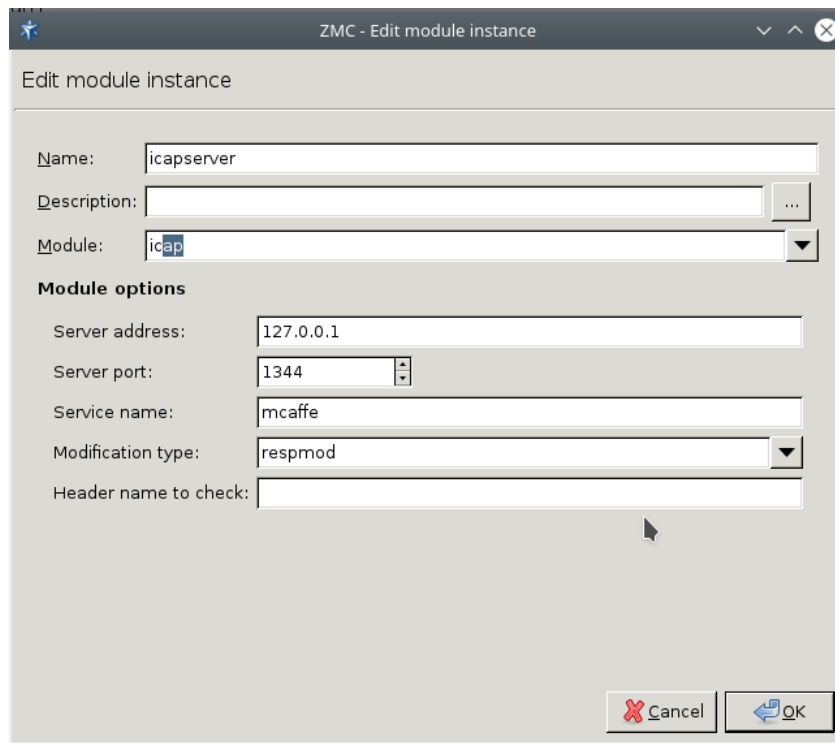 ZMC - Edit module instance
Edit module instance
Name: icapserver
Description: ...
Module: icap
Module options
Server address: 127.0.0.1
Server port: 1344
Service name: mcaffe
Modification type: respmod
Header name to check:
Cancel OK